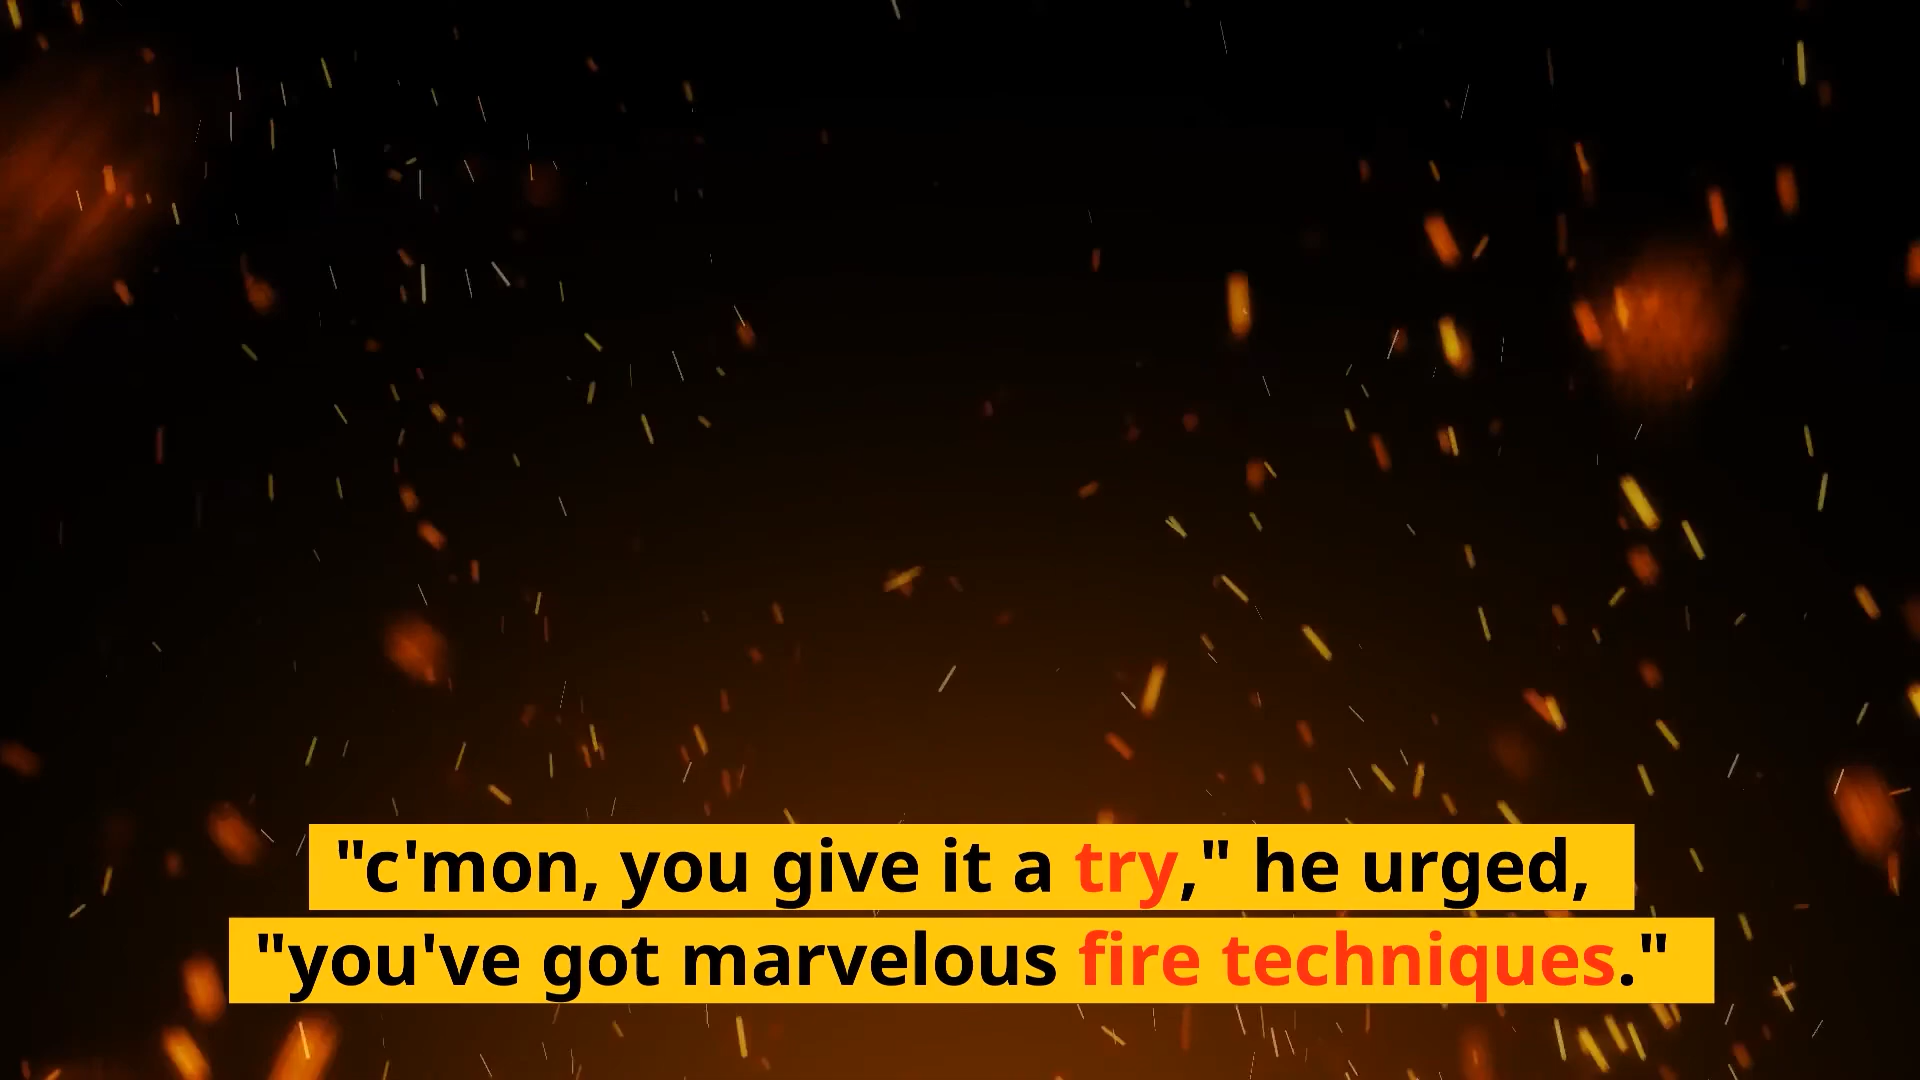 "c'mon, you give it a try," he urged,
"you've got marvelous fire techniques."